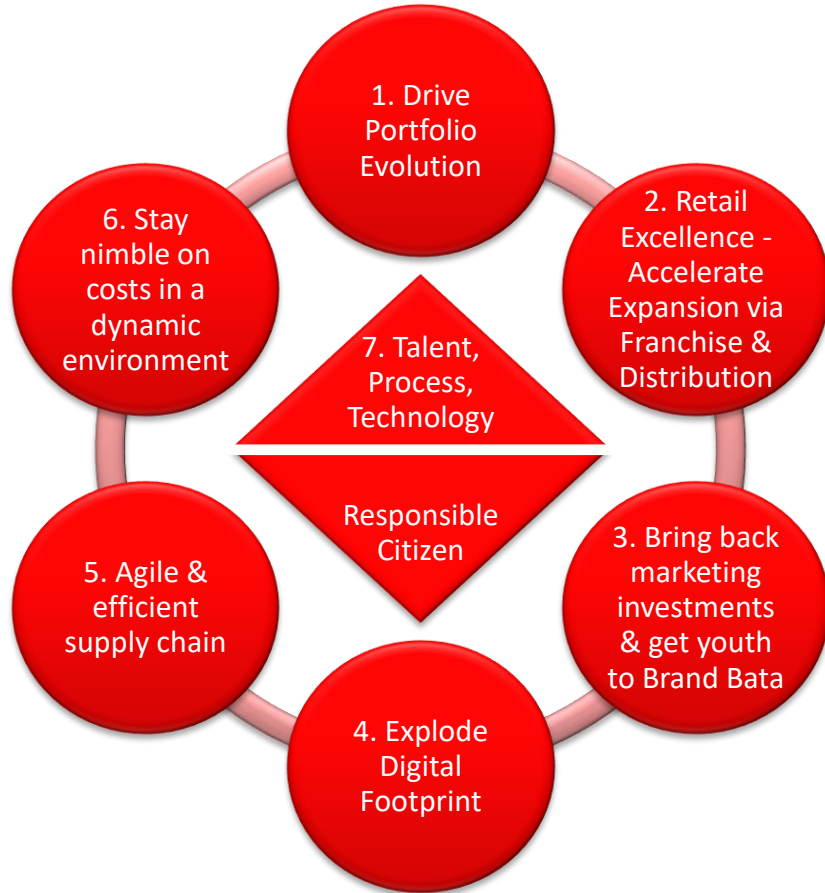 1. Drive
Portfolio
Evolution
2. Retail
Excellence -
Accelerate
Expansion via
Franchise &
Distribution
3. Bring back
marketing
investments
& get youth
to Brand Bata
4. Explode
Digital
Footprint
5. Agile &
efficient
supply chain
6. Stay
nimble on
costs in a
dynamic
environment
7. Talent,
Process,
Technology
Responsible
Citizen